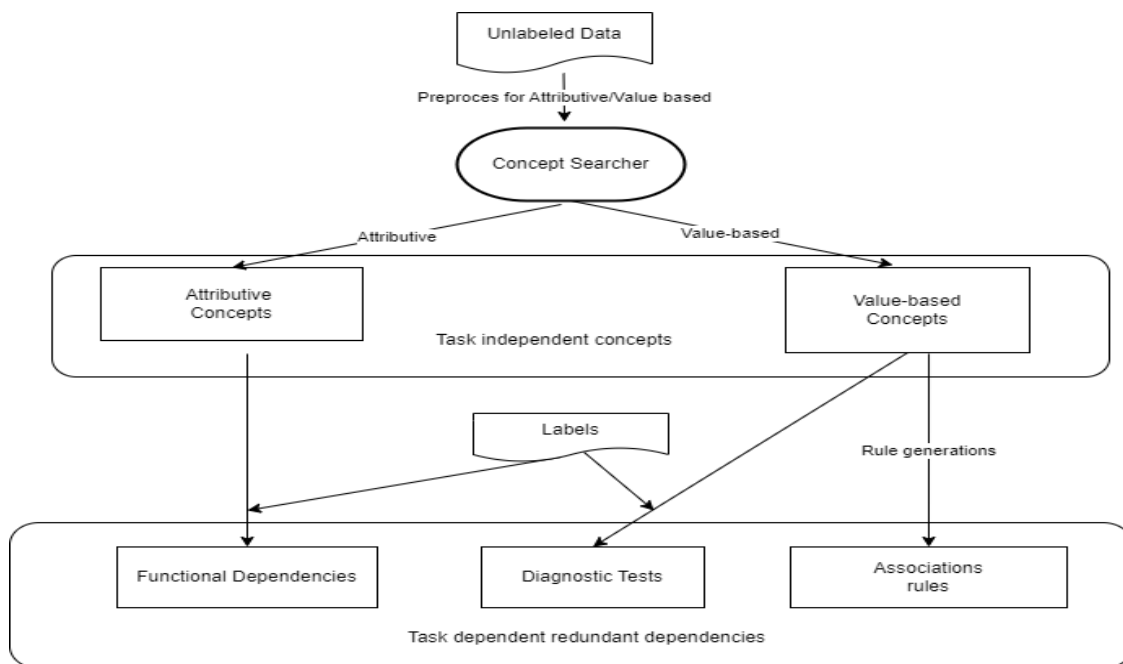 Unlabeled Data
Preproces for Attributive/Value based
Concept Searcher
Attributive
Value-based
Attributive
Concepts
Value-based
Concepts
Task independent concepts
Labels
Rule generations
Functional Dependencies
Diagnostic Tests
Associations
rules
Task dependent redundant dependencies